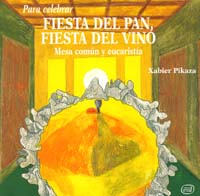 Para celebrar
FIESTA DEL PAN,
FIESTA DEL VINO
Mesa común y eucaristía
Xabier Pikaza